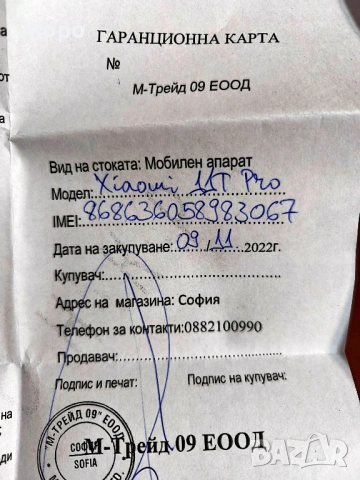 ГАРАНЦИОННА КАРТА
№
М-Трейд 09 ЕООД
Вид на стоката: Мобилен апарат
Модел: Xiaomi 11T Pro
IMEI: 868636058983067
Дата на закупуване: 09.11.2022г.
Купувач:
Адрес на магазина: София
Телефон за контакти:0882100990
Продавач:
Подпис и печат: Подпис на купувач:
"М-ТРЕЙД 09" ЕООД
СОФИЯ
SOFIA
М-Трейд 09 ЕООД
bazar